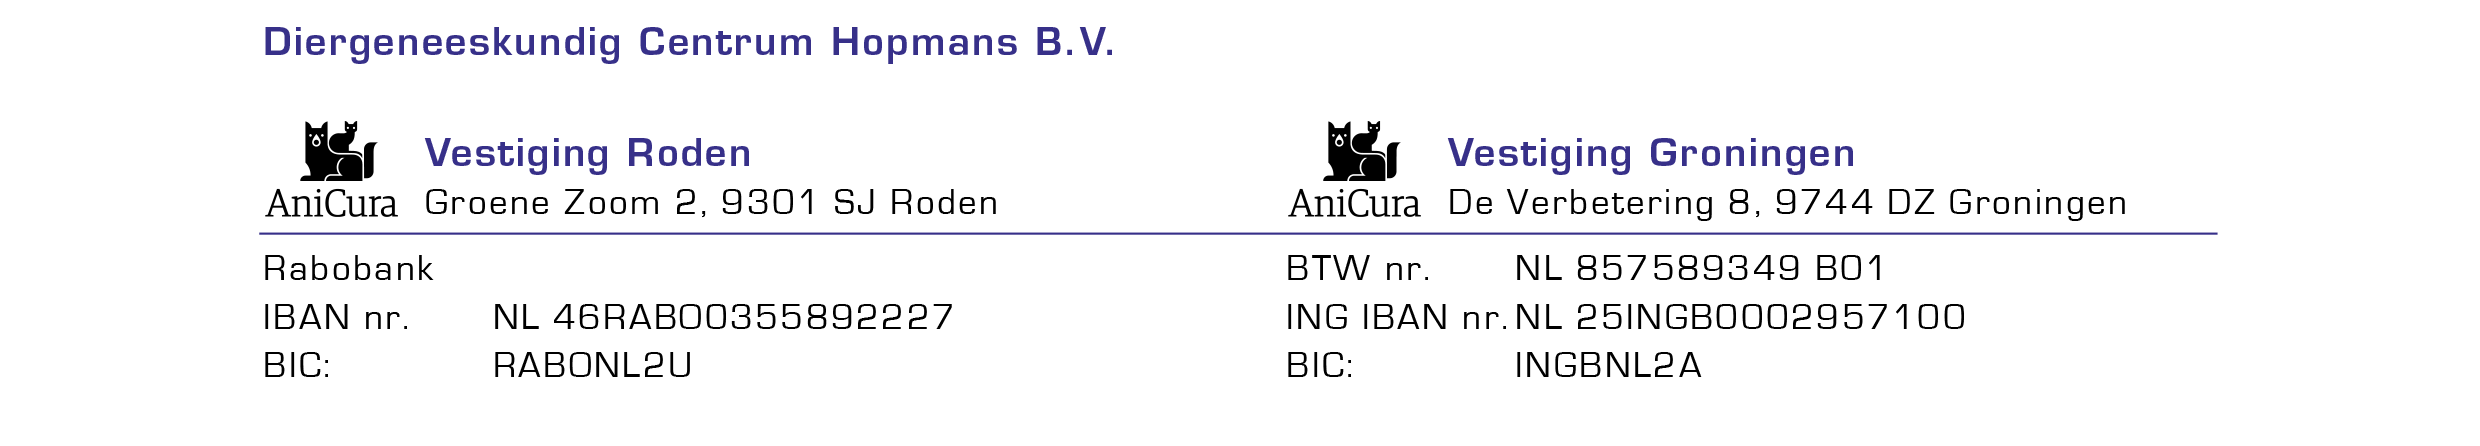 Diergeneeskundig Centrum Hopmans B.V.
AniCura
Vestiging Roden
Groene Zoom 2, 9301 SJ Roden
AniCura
Vestiging Groningen
De Verbetering 8, 9744 DZ Groningen
Rabobank
IBAN nr. NL 46RABO0355892227
BIC: RABONL2U
BTW nr. NL 857589349 B01
ING IBAN nr. NL 25INGB0002957100
BIC: INGBNL2A